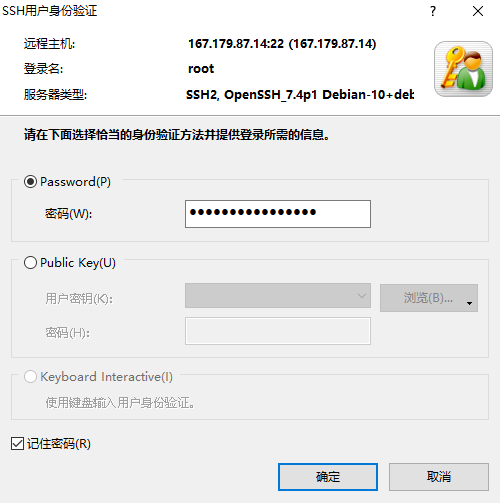 SSH用户身份验证
远程主机: 167.179.87.14:22 (167.179.87.14)
登录名: root
服务器类型: SSH2, OpenSSH_7.4p1 Debian-10+deb
请在下面选择恰当的身份验证方法并提供登录所需的信息。
Password(P)
密码(W): ●●●●●●●●●●●●●●●●
Public Key(U)
用户密钥(K): 浏览(B)...
密码(H):
Keyboard Interactive(I)
使用键盘输入用户身份验证。
记住密码(R)
确定 取消